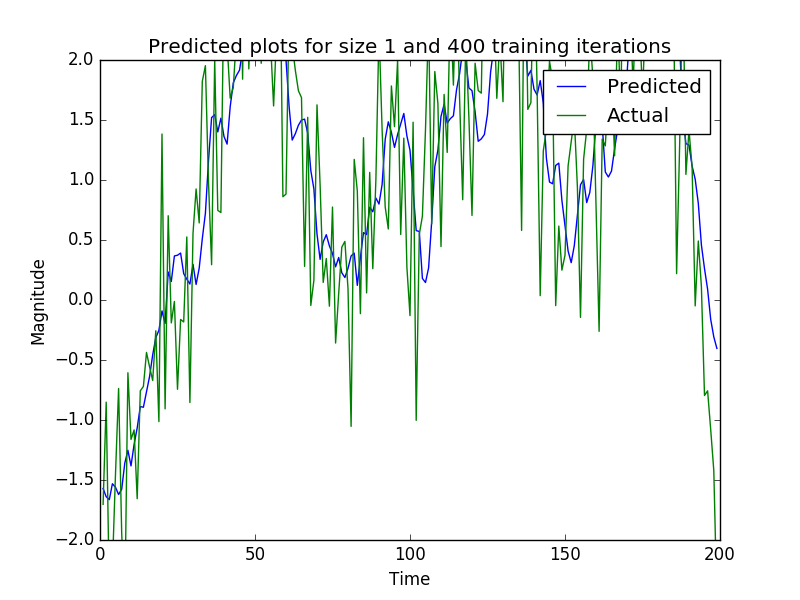 Predicted plots for size 1 and 400 training iterations
Predicted
Actual
2.0
1.5
1.0
0.5
0.0
−0.5
−1.0
−1.5
−2.0
Magnitude
0 50 100 150 200
Time